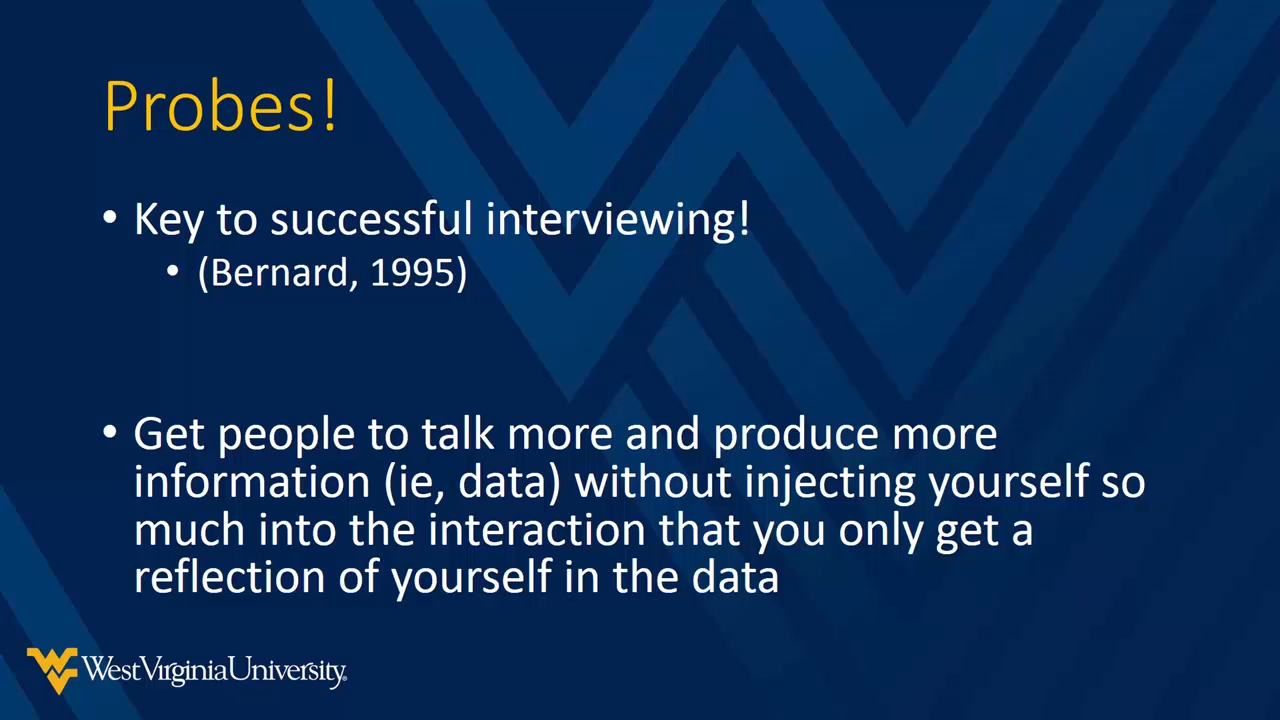 Probes!
• Key to successful interviewing!
• (Bernard, 1995)
• Get people to talk more and produce more
information (ie, data) without injecting yourself so
much into the interaction that you only get a
reflection of yourself in the data
WestVirginiaUniversity.